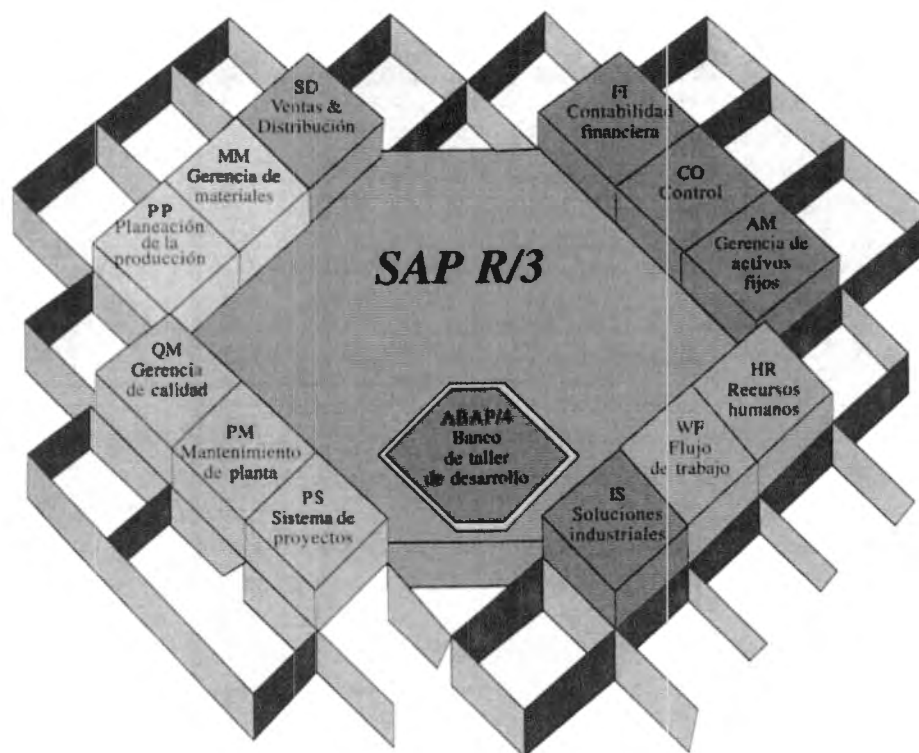 SD
Ventas &
Distribución
MM
Gerencia de
materiales
PP
Planeación
de la
producción
FI
Contabilidad
financiera
CO
Control
AM
Gerencia de
activos
fijos
SAP R/3
QM
Gerencia
de calidad
PM
Mantenimiento
de planta
PS
Sistema de
proyectos
ABAP/4
Banco
de taller
de desarrollo
HR
Recursos
humanos
WF
Flujo
de trabajo
IS
Soluciones
industriales